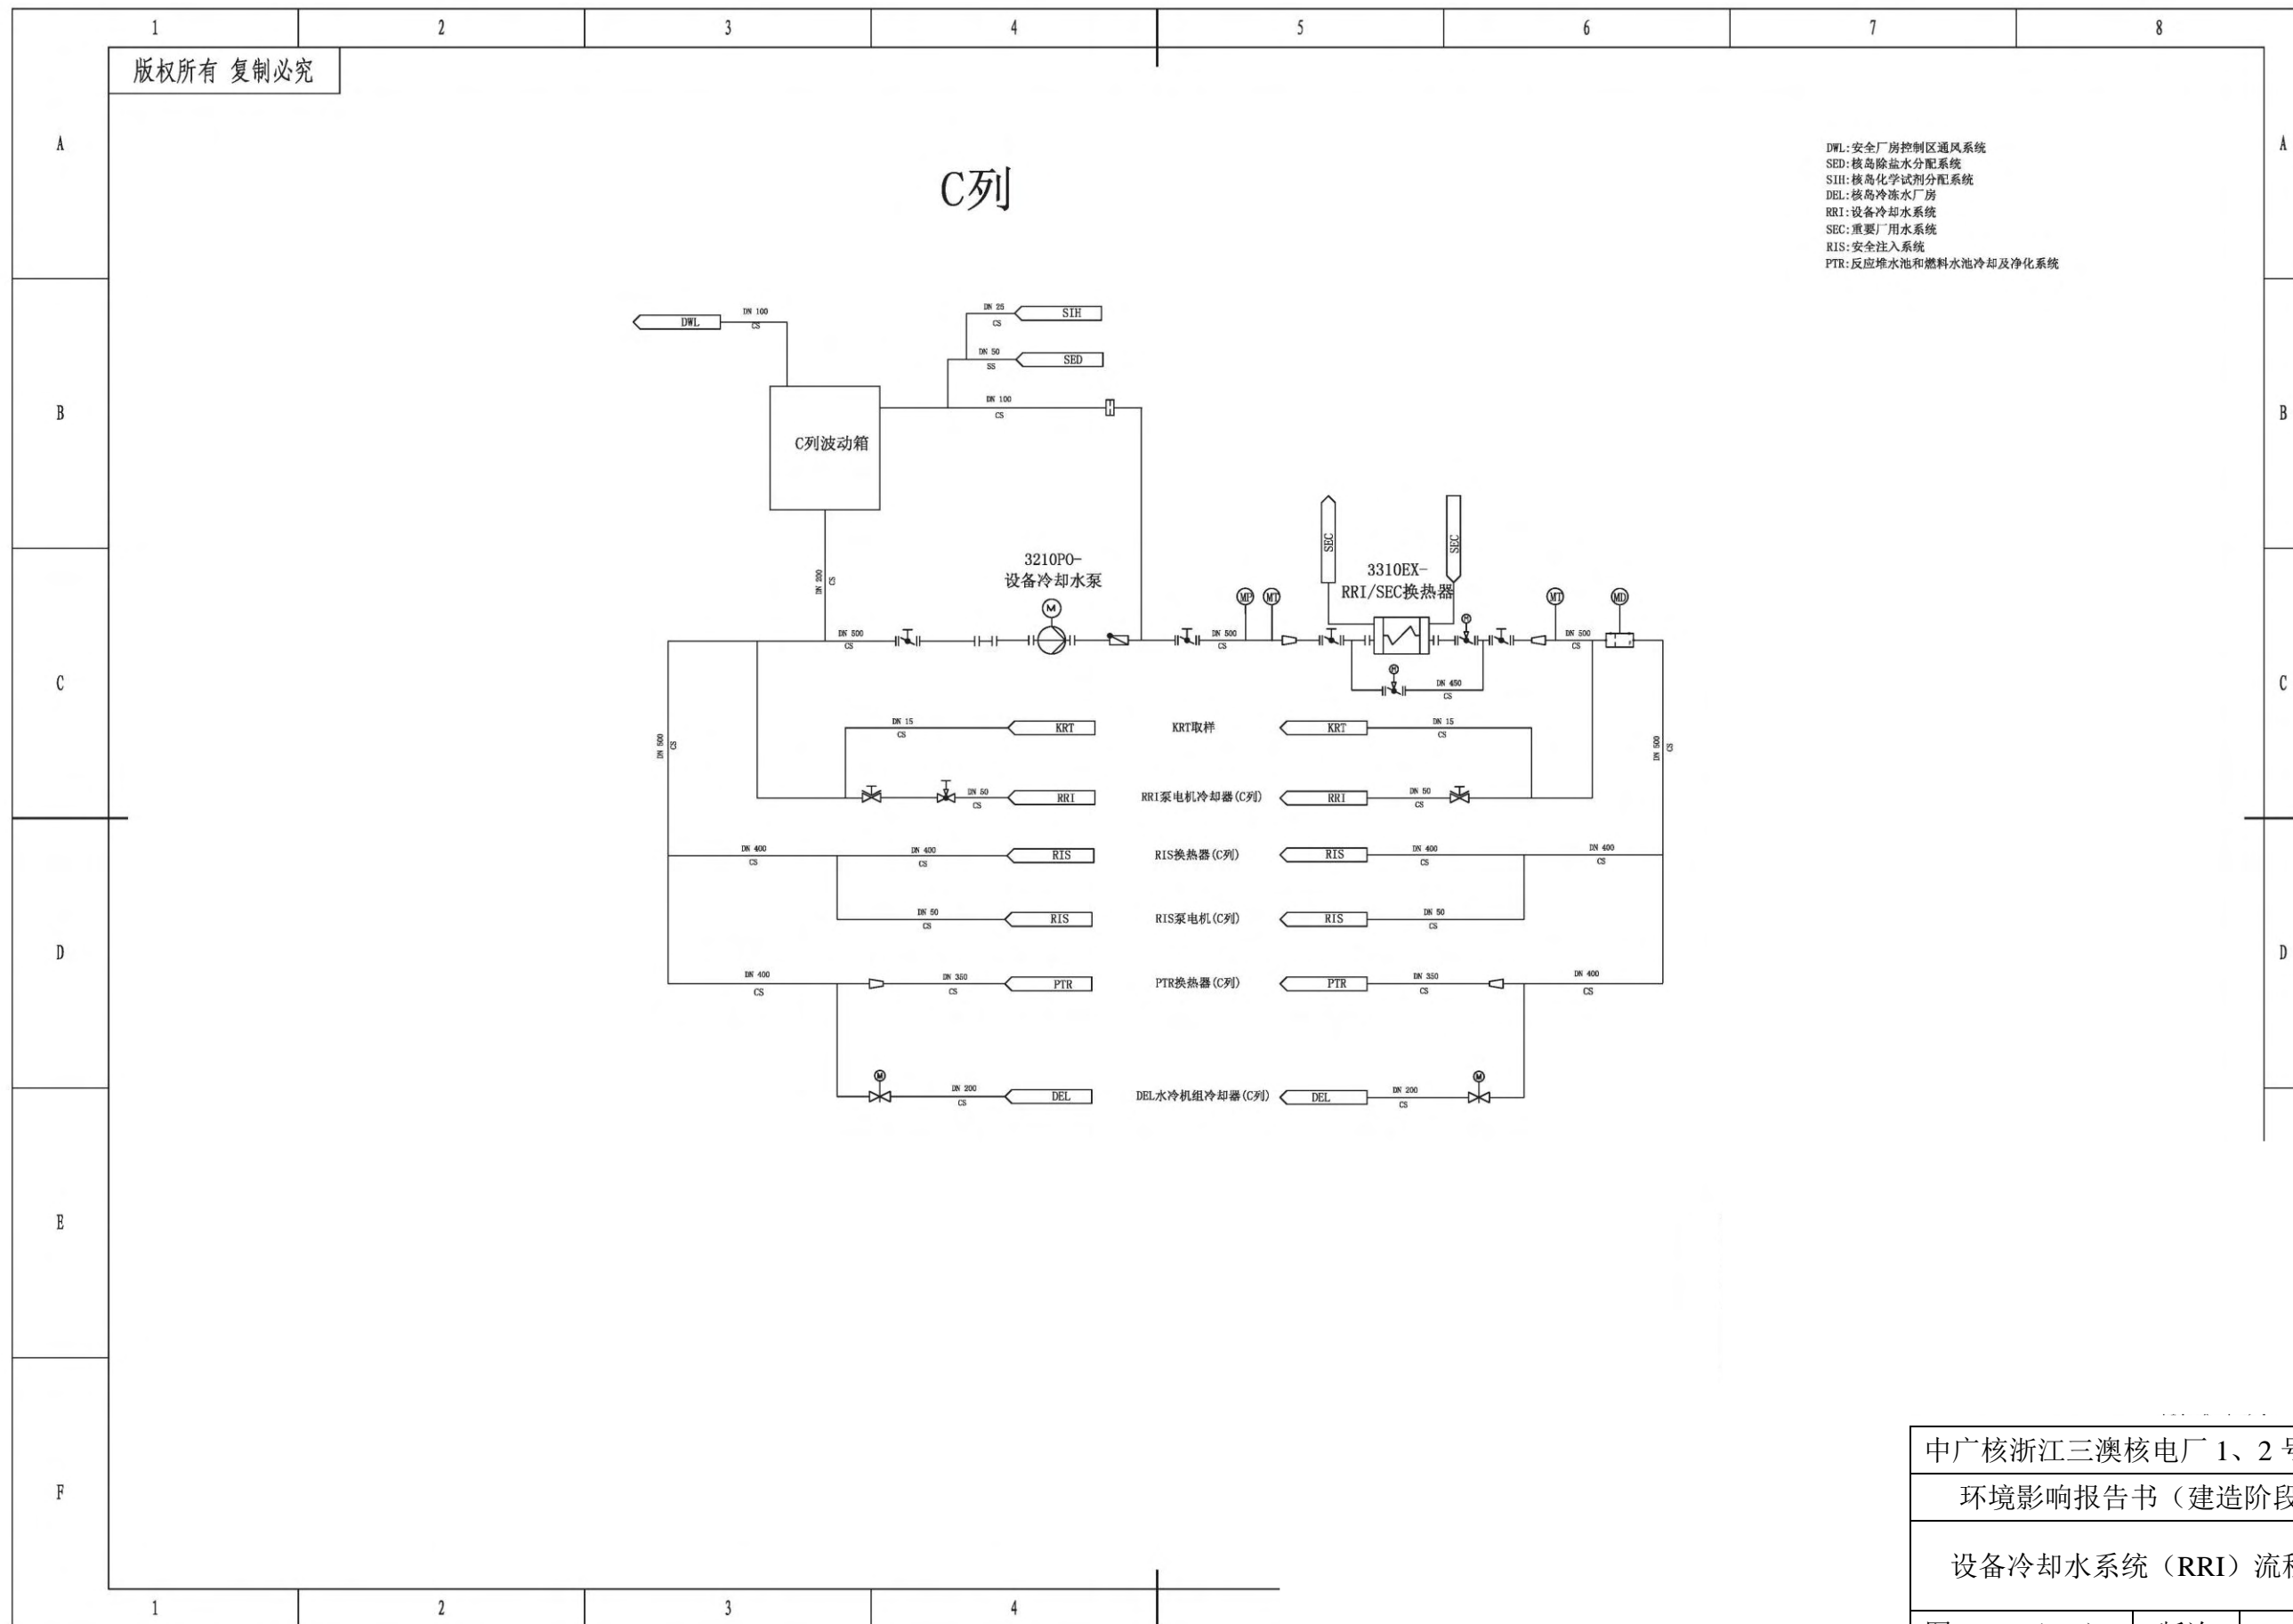 1 2 3 4 5 6 7 8
版权所有 复制必究
A A
C列
DWL:安全厂房控制区通风系统
SED:核岛除盐水分配系统
SIH:核岛化学试剂分配系统
DEL:核岛冷冻水厂房
RRI:设备冷却水系统
SEC:重要厂用水系统
RIS:安全注入系统
PTR:反应堆水池和燃料水池冷却及净化系统
DWL DN 100 CS
DN 25 CS SIH
DN 50 SS SED
DN 100 CS
B B
C列波动箱
DN 200 CS
3210PO-
设备冷却水泵
M
SEC SEC
3310EX-
RRI/SEC换热器
MP MT M MT MD
DN 500 CS DN 500 CS DN 500 CS
M DN 450 CS
C C
DN 500 CS DN 500 CS
DN 15 CS KRT KRT取样 KRT DN 15 CS
DN 50 CS RRI RRI泵电机冷却器(C列) RRI DN 50 CS
DN 400 CS DN 400 CS RIS RIS换热器(C列) RIS DN 400 CS DN 400 CS
DN 50 CS RIS RIS泵电机(C列) RIS DN 50 CS
D D
DN 400 CS DN 350 CS PTR PTR换热器(C列) PTR DN 350 CS DN 400 CS
M DN 200 CS DEL DEL水冷机组冷却器(C列) DEL DN 200 CS M
E
F
中广核浙江三澳核电厂 1、2
环境影响报告书（建造阶段
设备冷却水系统（RRI）流
1 2 3 4